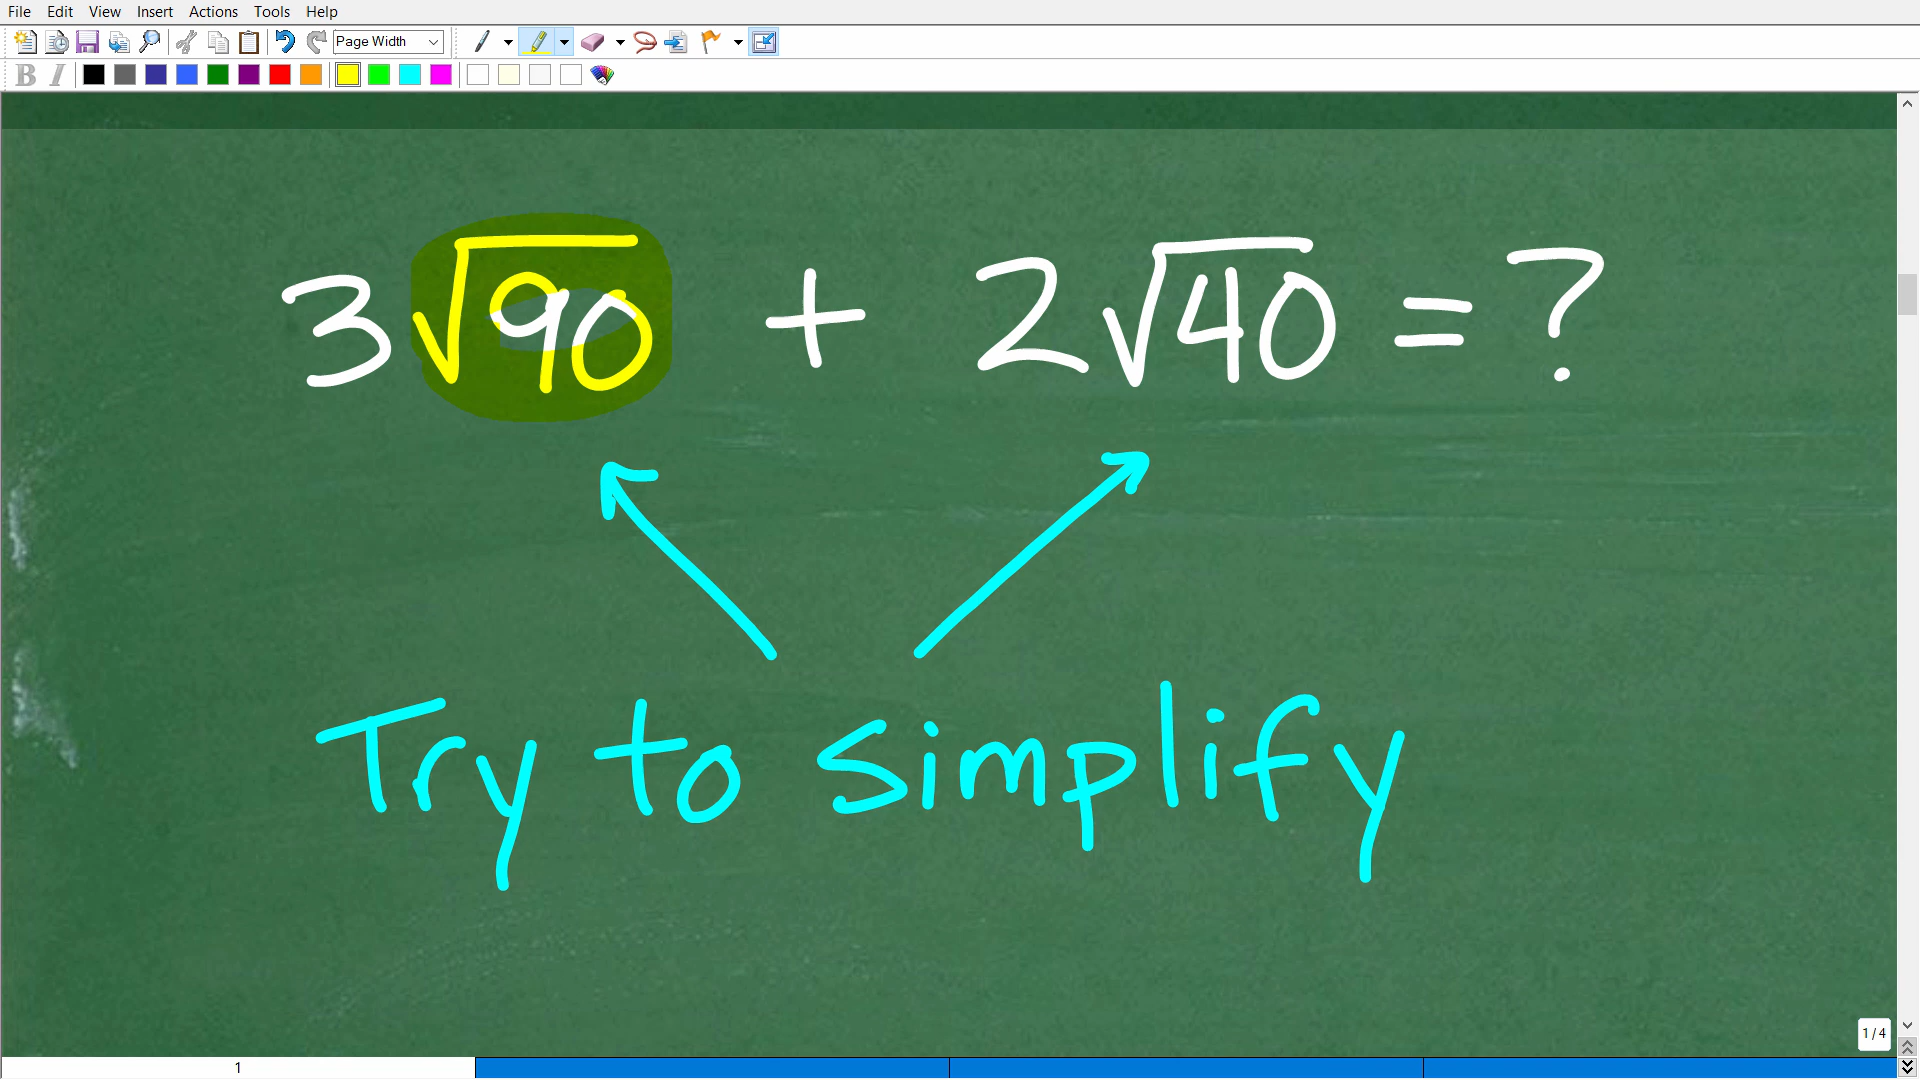 File Edit View Insert Actions Tools Help
Page Width
B I
3√90 + 2√40 = ?
Try to simplify
1 / 4
1